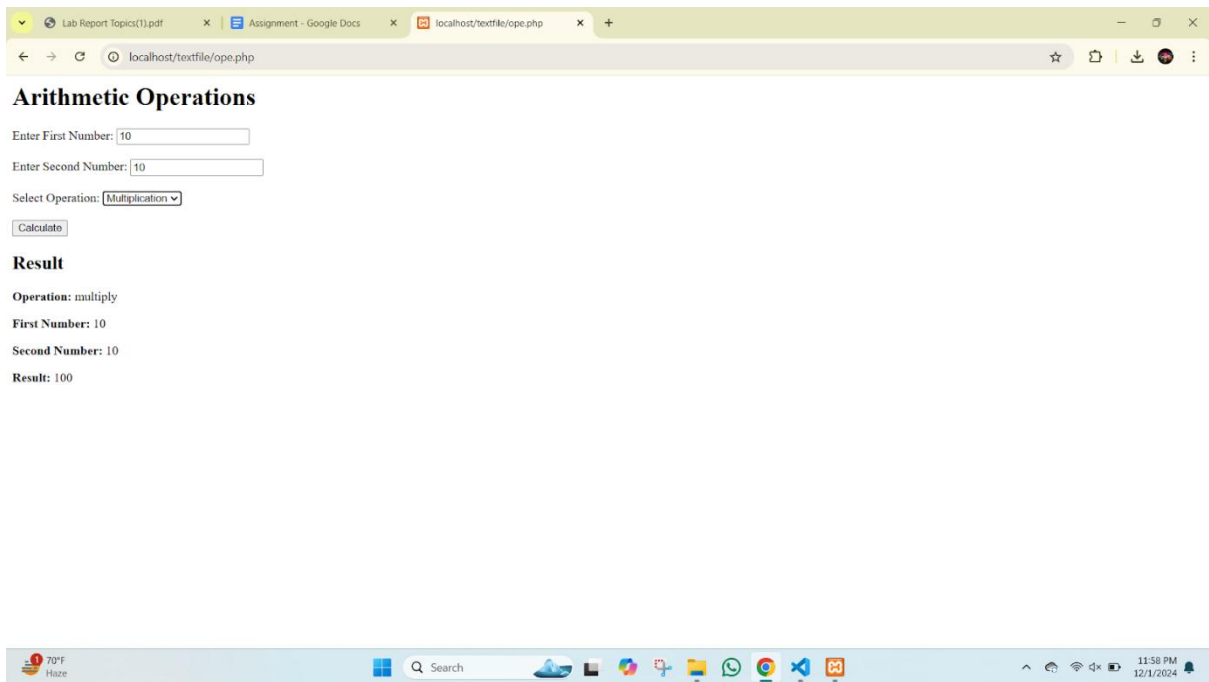 Lab Report Topics(1).pdf
Assignment - Google Docs
localhost/textfile/ope.php
localhost/textfile/ope.php
Arithmetic Operations
Enter First Number: 10
Enter Second Number: 10
Select Operation: Multiplication
Calculate
Result
Operation: multiply
First Number: 10
Second Number: 10
Result: 100
1
70°F
Haze
Search
11:58 PM
12/1/2024